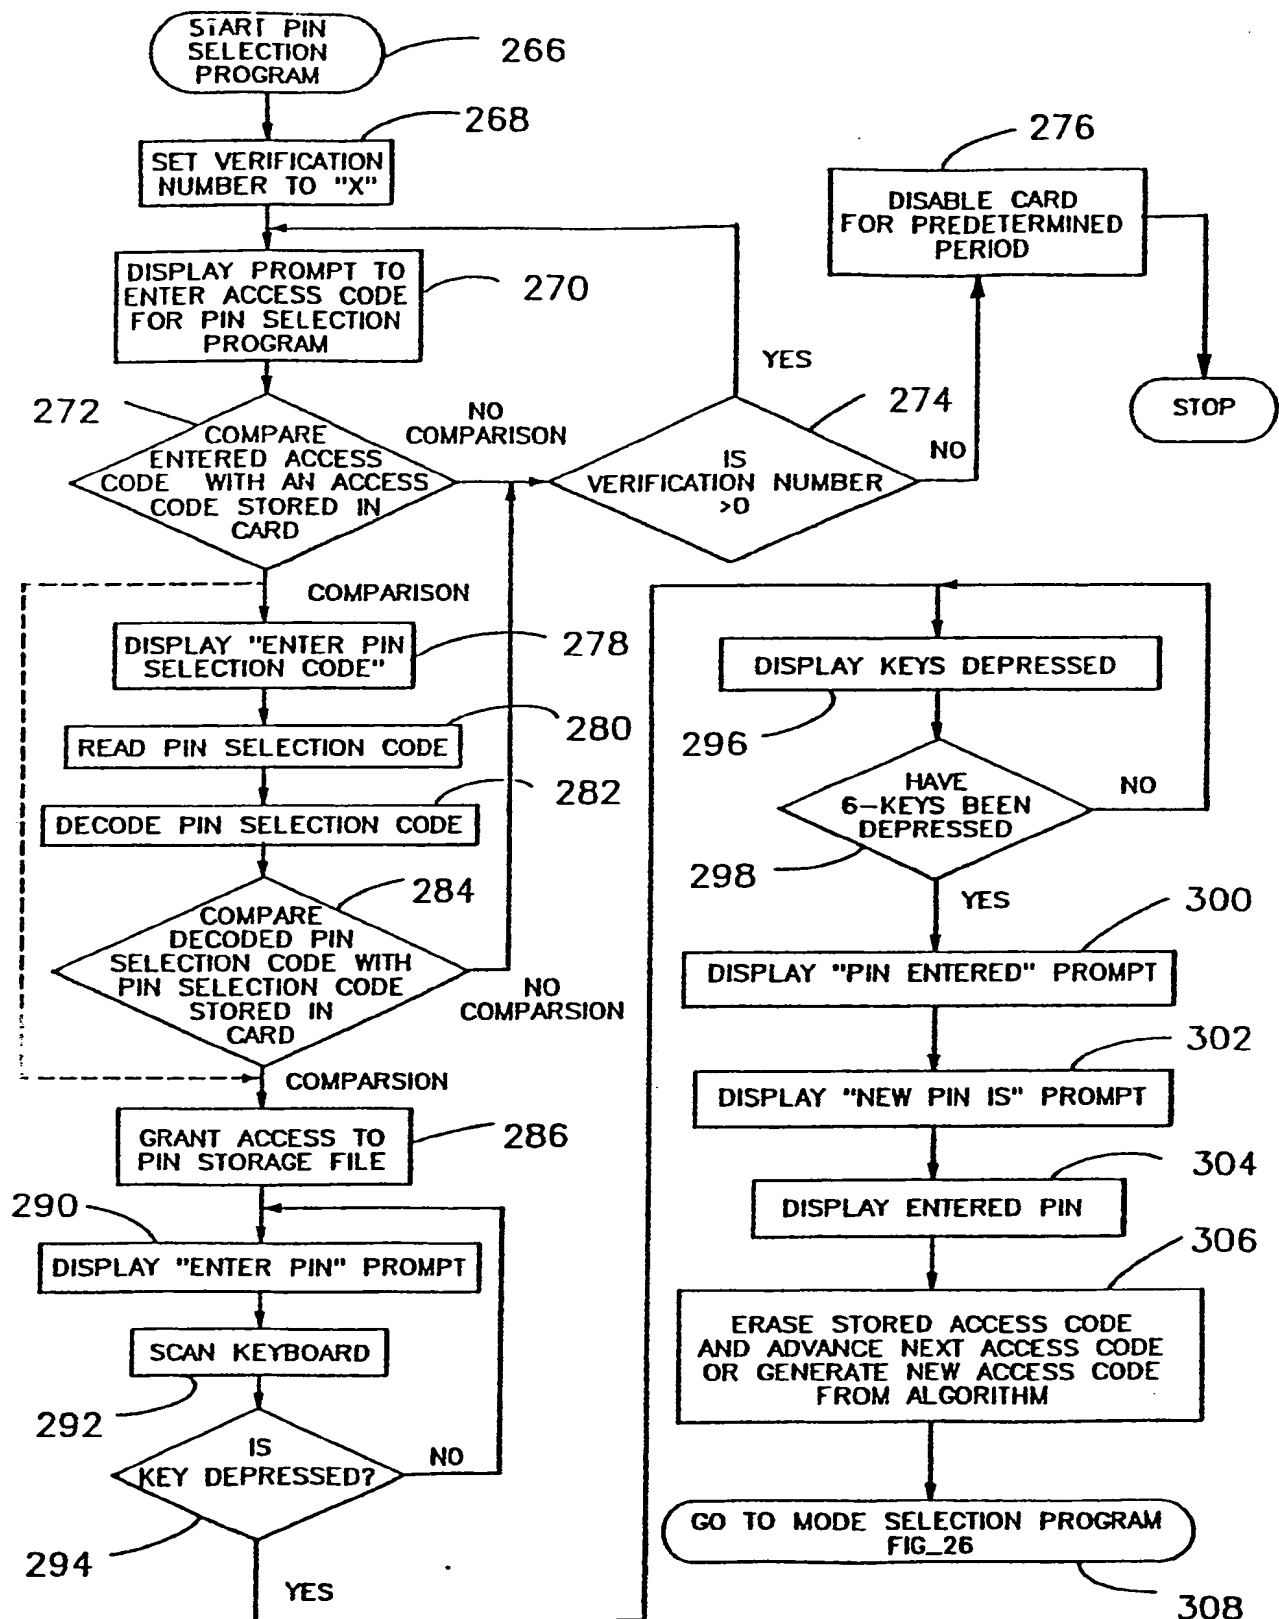 START PIN
SELECTION
PROGRAM
266
268
SET VERIFICATION
NUMBER TO "X"
276
DISABLE CARD
FOR PREDETERMINED
PERIOD
DISPLAY PROMPT TO
ENTER ACCESS CODE
FOR PIN SELECTION
PROGRAM
270
YES
272
COMPARE
ENTERED ACCESS
CODE WITH AN ACCESS
CODE STORED IN
CARD
NO
COMPARISON
274
IS
VERIFICATION NUMBER
>0
NO
STOP
COMPARISON
DISPLAY "ENTER PIN
SELECTION CODE"
278
READ PIN SELECTION CODE
280
DECODE PIN SELECTION CODE
282
284
COMPARE
DECODED PIN
SELECTION CODE WITH
PIN SELECTION CODE
STORED IN
CARD
NO
COMPARSION
COMPARSION
GRANT ACCESS TO
PIN STORAGE FILE
286
290
DISPLAY "ENTER PIN" PROMPT
SCAN KEYBOARD
292
IS
KEY DEPRESSED?
NO
294
YES
DISPLAY KEYS DEPRESSED
296
HAVE
6-KEYS BEEN
DEPRESSED
NO
298
YES
300
DISPLAY "PIN ENTERED" PROMPT
302
DISPLAY "NEW PIN IS" PROMPT
304
DISPLAY ENTERED PIN
306
ERASE STORED ACCESS CODE
AND ADVANCE NEXT ACCESS CODE
OR GENERATE NEW ACCESS CODE
FROM ALGORITHM
GO TO MODE SELECTION PROGRAM
FIG_26
308